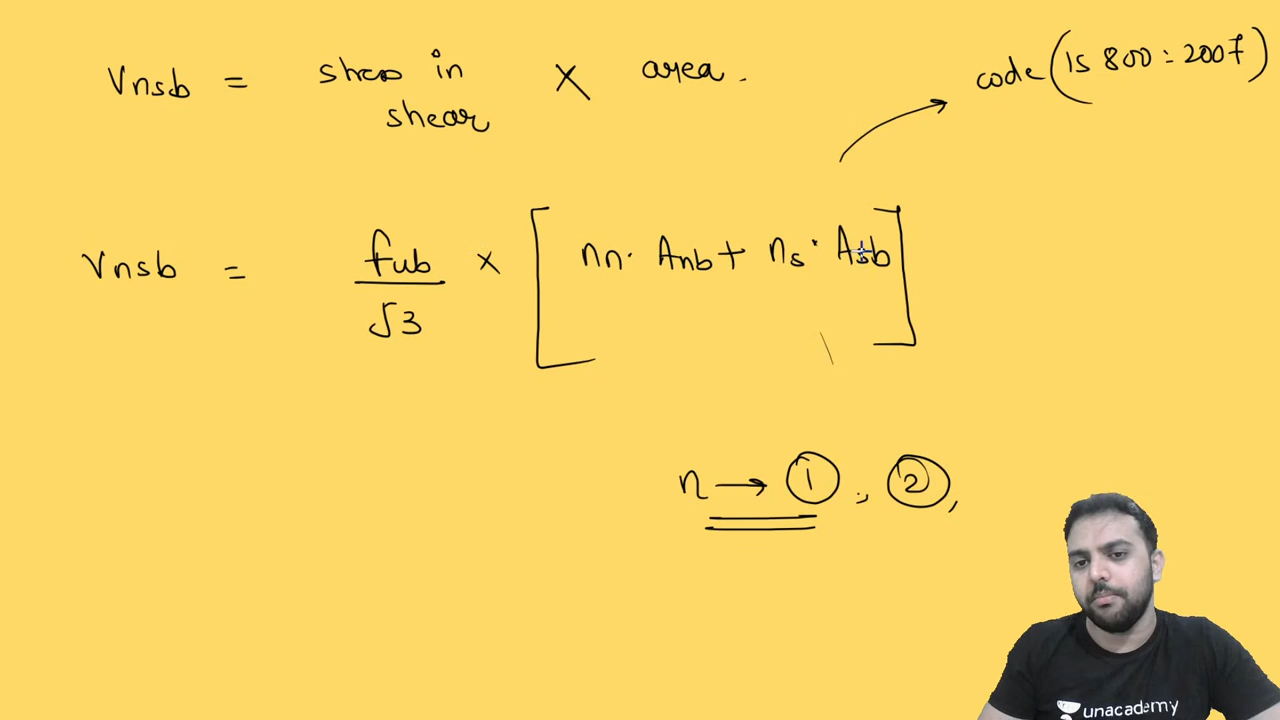 Vnsb = shear in shear × area.
code (IS 800 : 2007)
Vnsb = fub / √3 × [ nn. Anb + ns. Asb ]
n → ①, ②,
unacademy